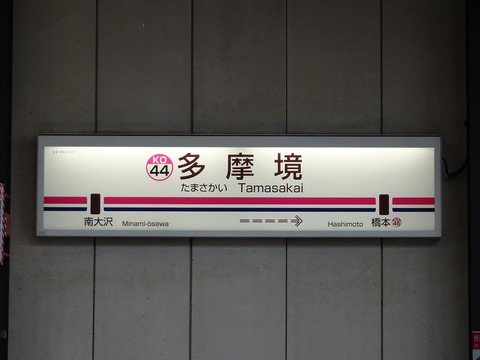 KO
44
多摩境
たまさかい Tamasakai
南大沢 Minami-ōsawa
Hashimoto 橋本